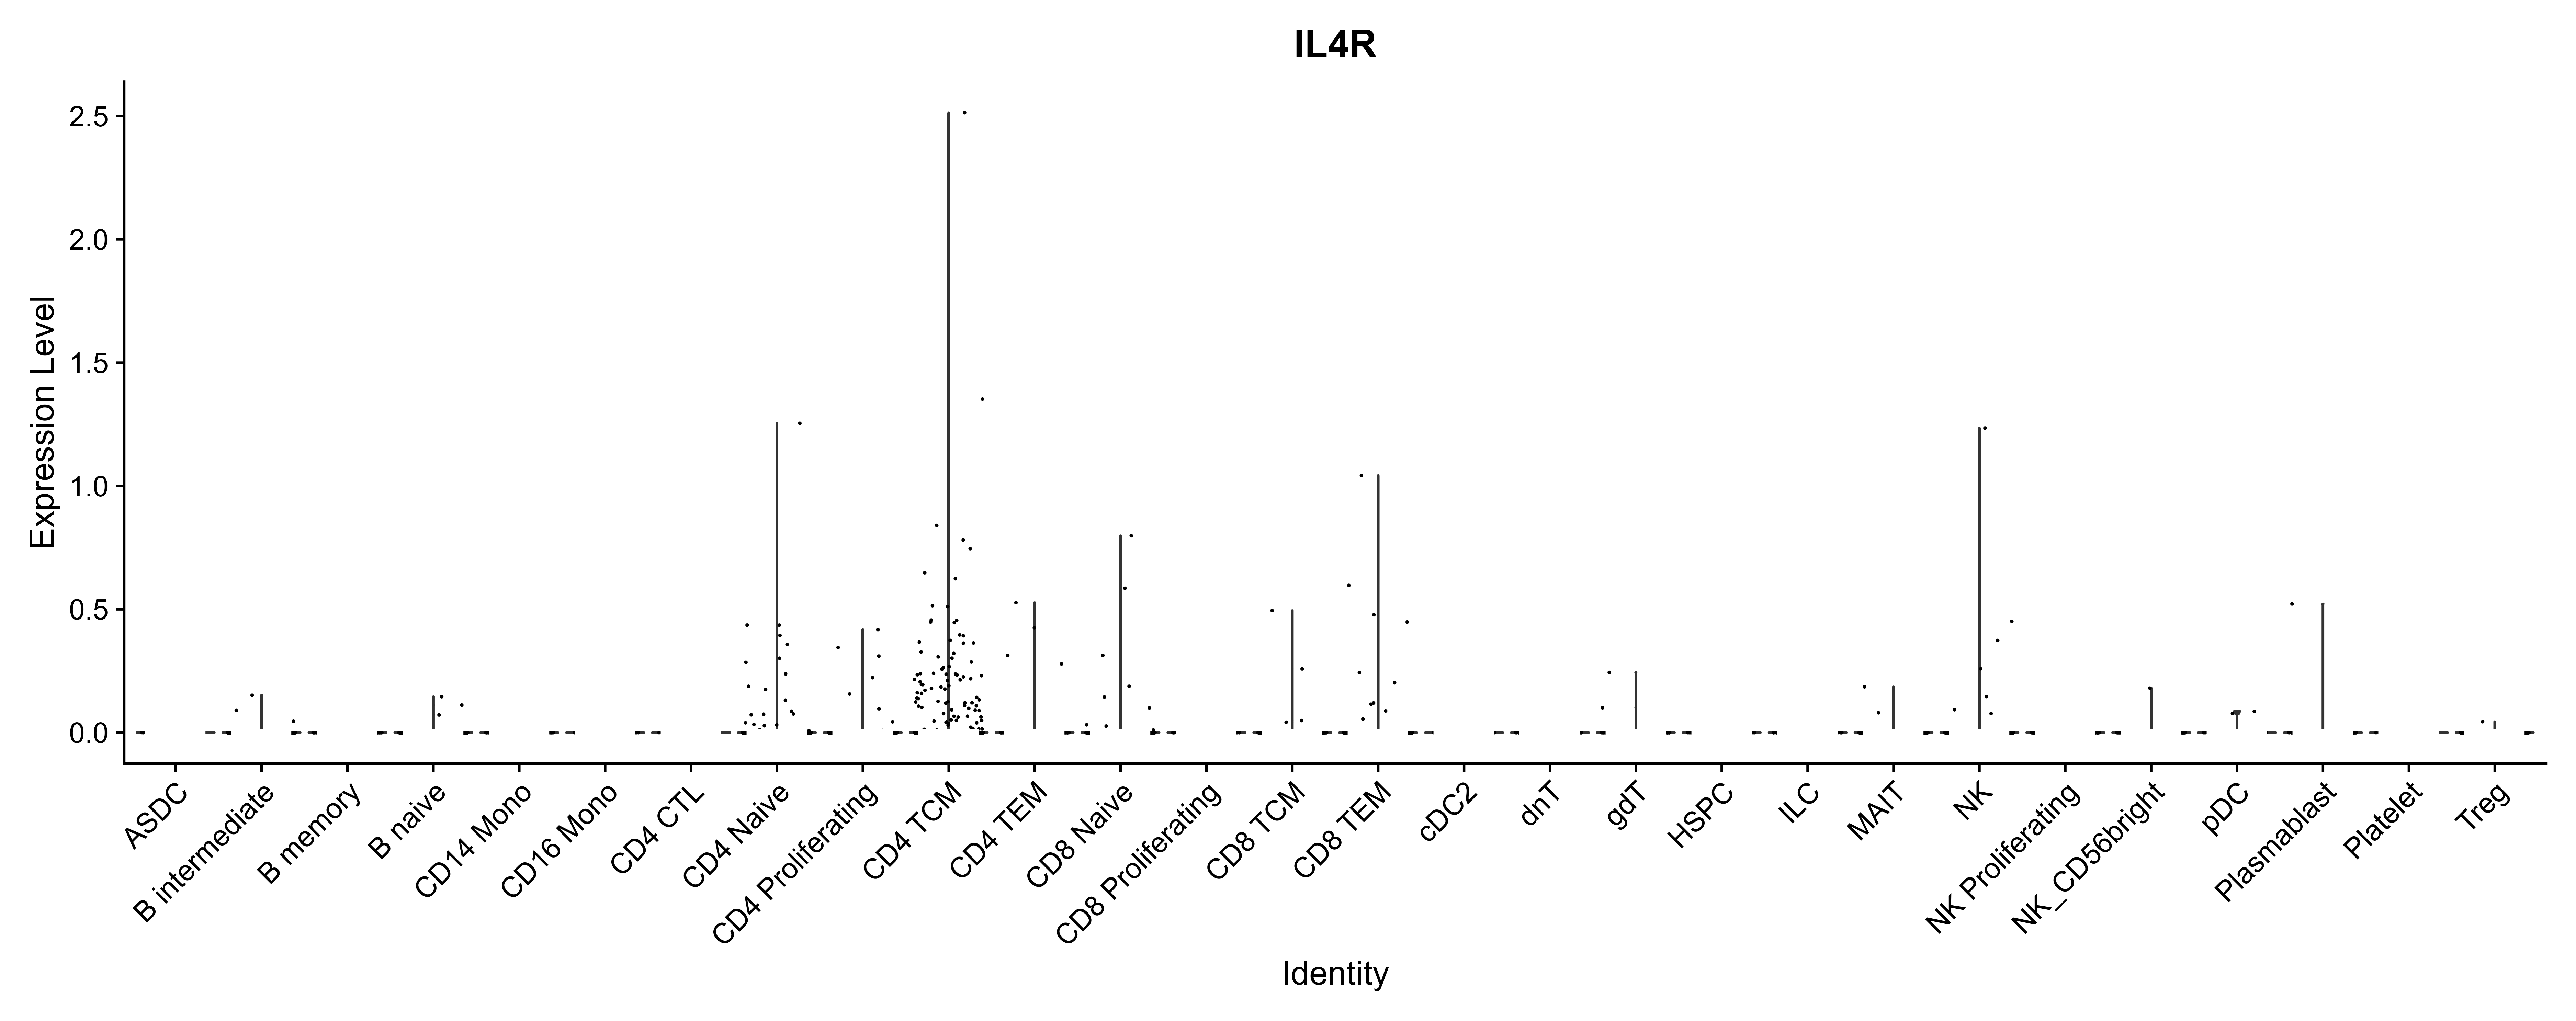 IL4R
Expression Level
2.5
2.0
1.5
1.0
0.5
0.0
ASDC
B intermediate
B memory
B naive
CD14 Mono
CD16 Mono
CD4 CTL
CD4 Naive
CD4 Proliferating
CD4 TCM
CD4 TEM
CD8 Naive
CD8 Proliferating
CD8 TCM
CD8 TEM
cDC2
dnT
gdT
HSPC
ILC
MAIT
NK
NK Proliferating
NK_CD56bright
pDC
Plasmablast
Platelet
Treg
Identity